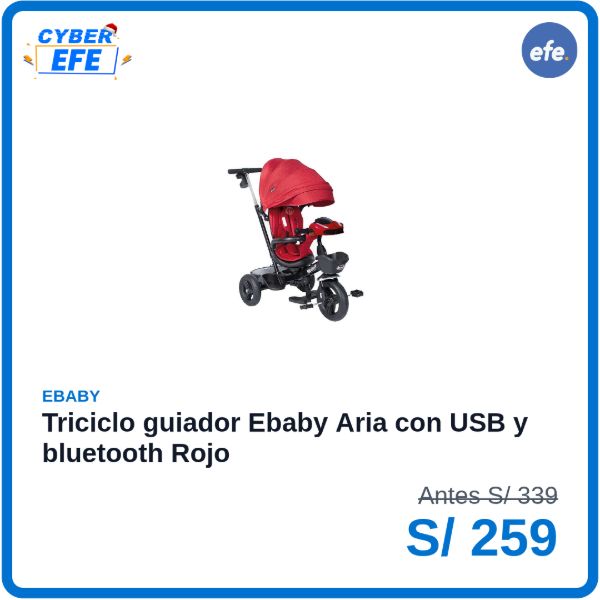 CYBER
EFE
efe.
EBABY
Triciclo guiador Ebaby Aria con USB y
bluetooth Rojo
Antes S/ 339
S/ 259